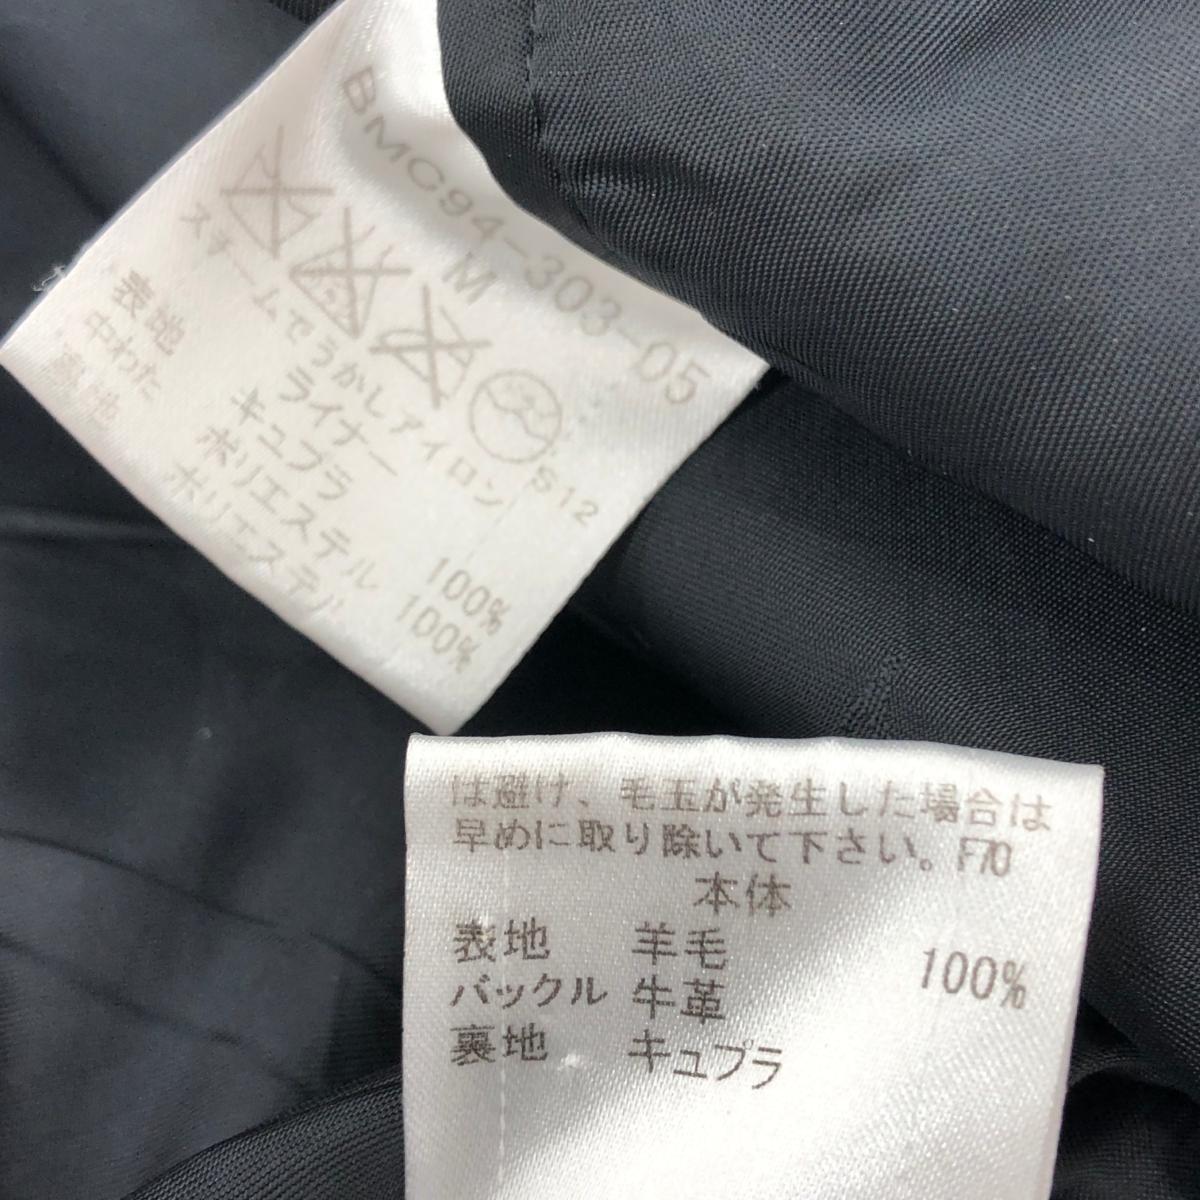 BMC94-303-05
M
S12
スチームでうかしアイロン
ライナー
表地 キュプラ 100%
中わた ポリエステル 100%
裏地 ポリエステル
は避け、毛玉が発生した場合は
早めに取り除いて下さい。F70
本体
表地 羊毛 100%
バックル 牛革
裏地 キュプラ